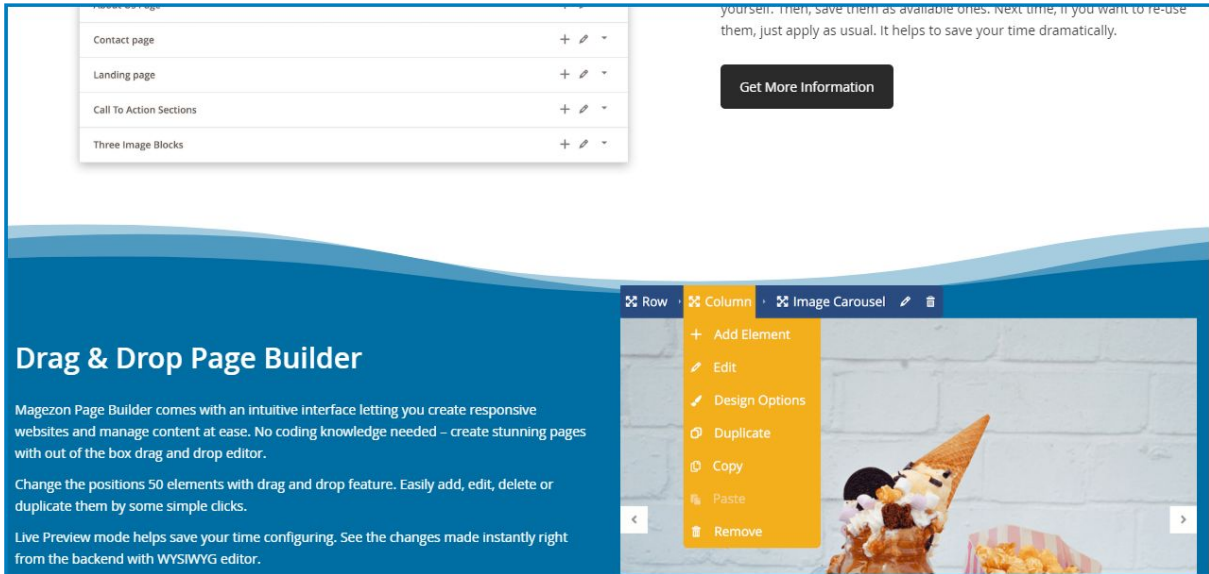 About Us Page
Contact page
Landing page
Call To Action Sections
Three Image Blocks
yourself. Then, save them as available ones. Next time, if you want to re-use
them, just apply as usual. It helps to save your time dramatically.
Get More Information
Row
Column
Image Carousel
Add Element
Edit
Design Options
Duplicate
Copy
Paste
Remove
Drag & Drop Page Builder
Magezon Page Builder comes with an intuitive interface letting you create responsive
websites and manage content at ease. No coding knowledge needed – create stunning pages
with out of the box drag and drop editor.
Change the positions 50 elements with drag and drop feature. Easily add, edit, delete or
duplicate them by some simple clicks.
Live Preview mode helps save your time configuring. See the changes made instantly right
from the backend with WYSIWYG editor.